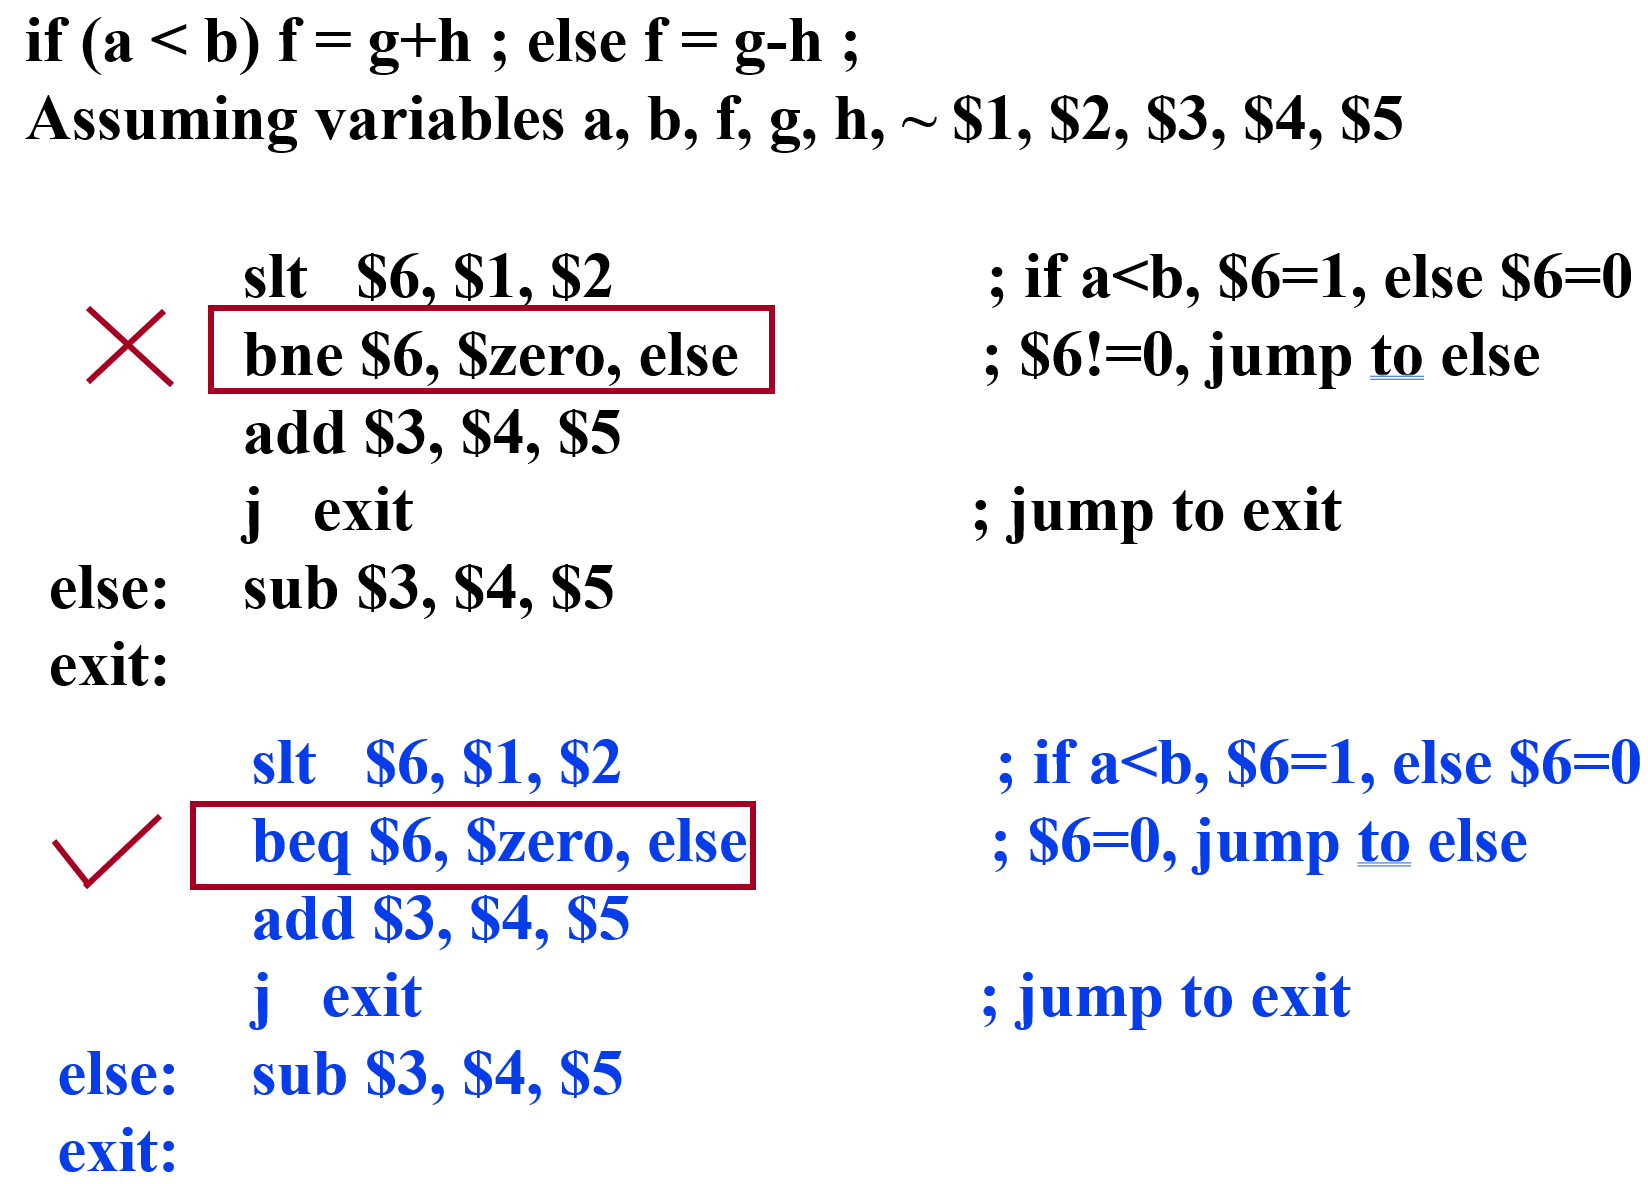 if (a < b) f = g+h ; else f = g-h ;
Assuming variables a, b, f, g, h, ~ $1, $2, $3, $4, $5
slt $6, $1, $2 ; if a<b, $6=1, else $6=0
bne $6, $zero, else ; $6!=0, jump to else
add $3, $4, $5
j exit ; jump to exit
else: sub $3, $4, $5
exit:
slt $6, $1, $2 ; if a<b, $6=1, else $6=0
beq $6, $zero, else ; $6=0, jump to else
add $3, $4, $5
j exit ; jump to exit
else: sub $3, $4, $5
exit: